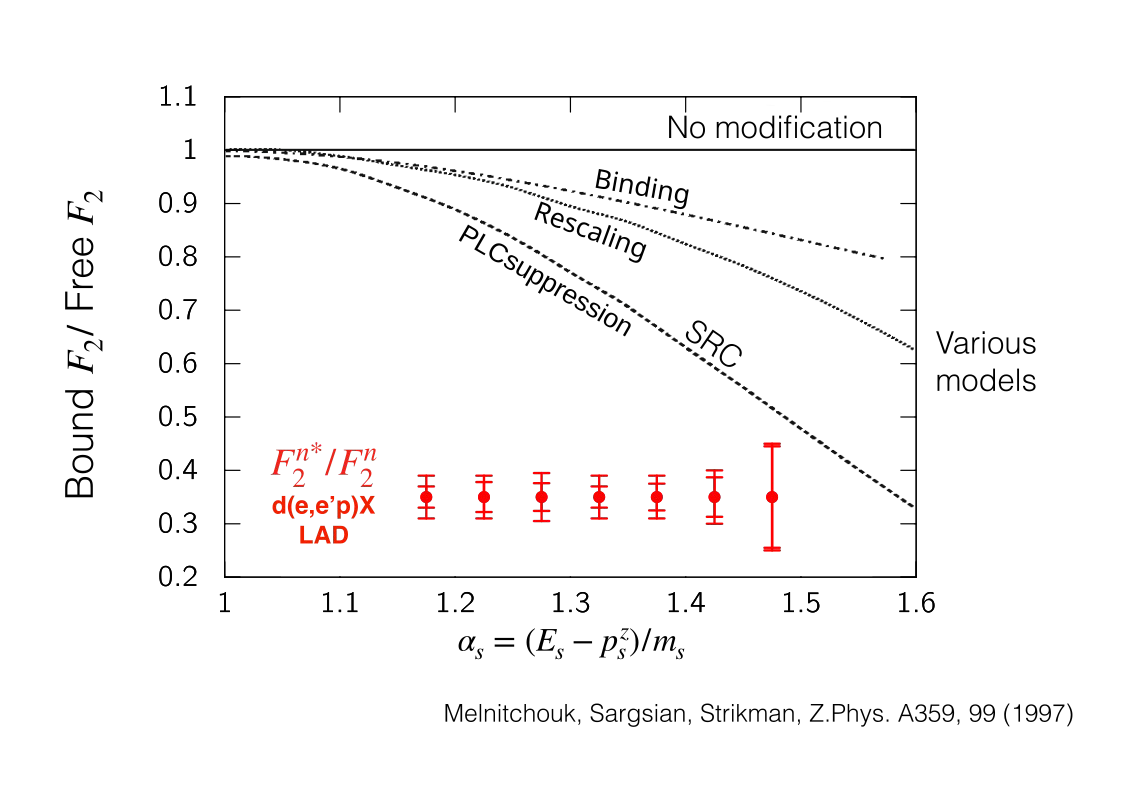 1.1
1
0.9
0.8
0.7
0.6
0.5
0.4
0.3
0.2
Bound F₂/ Free F₂
No modification
Binding
Rescaling
PLCsuppression
SRC
Various
models
F₂ⁿ*/F₂ⁿ
d(e,e’p)X
LAD
1 1.1 1.2 1.3 1.4 1.5 1.6
αₛ = (Eₛ − pₛᶻ)/mₛ
Melnitchouk, Sargsian, Strikman, Z.Phys. A359, 99 (1997)